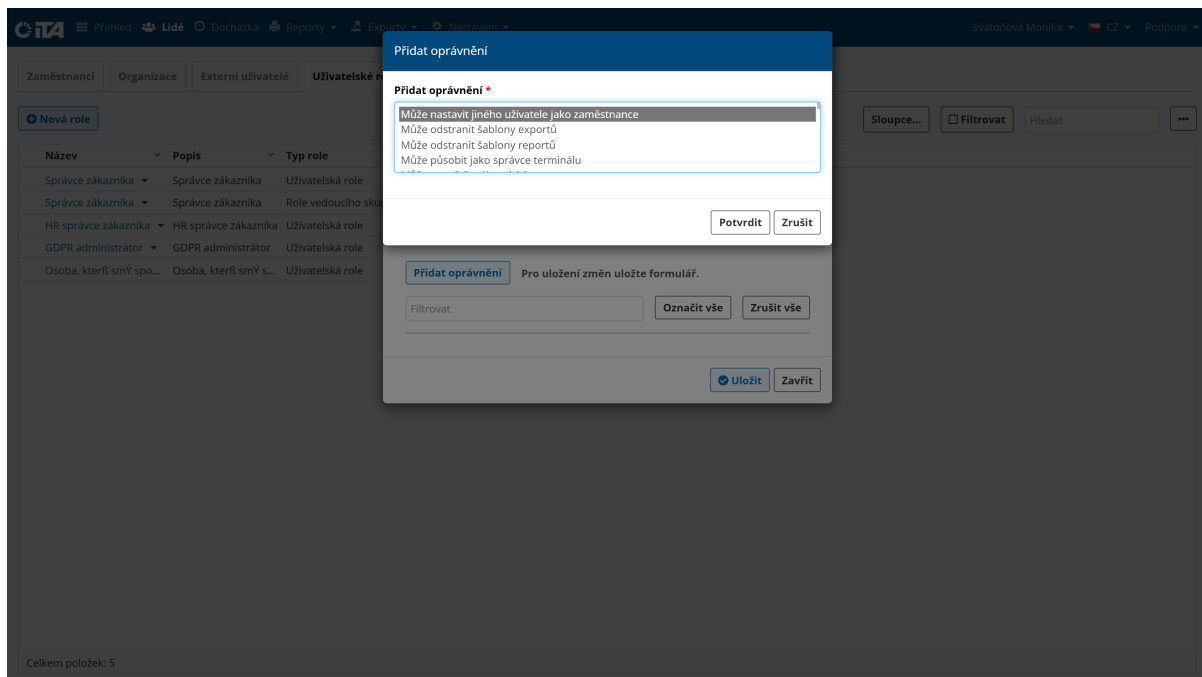 iTA Přehled Lidé Docházka Reporty Exporty Nastavení Svatoňová Monika CZ Podpora
Přidat oprávnění
Zaměstnanci Organizace Externí uživatelé Uživatelské
Přidat oprávnění *
Může nastavit jiného uživatele jako zaměstnance
Může odstranit šablony exportů
Může odstranit šablony reportů
Může působit jako správce terminálu
Nová role Sloupce... Filtrovat Hledat ...
Název Popis Typ role
Správce zákazníka Správce zákazníka Uživatelská role
Správce zákazníka Správce zákazníka Role vedoucího sku
HR správce zákazníka HR správce zákazníka Uživatelská role
GDPR administrátor GDPR administrátor Uživatelská role
Osoba, kterß smÝ spo... Osoba, kterß smÝ s... Uživatelská role
Potvrdit Zrušit
Přidat oprávnění Pro uložení změn uložte formulář.
Filtrovat Označit vše Zrušit vše
Uložit Zavřít
Celkem položek: 5